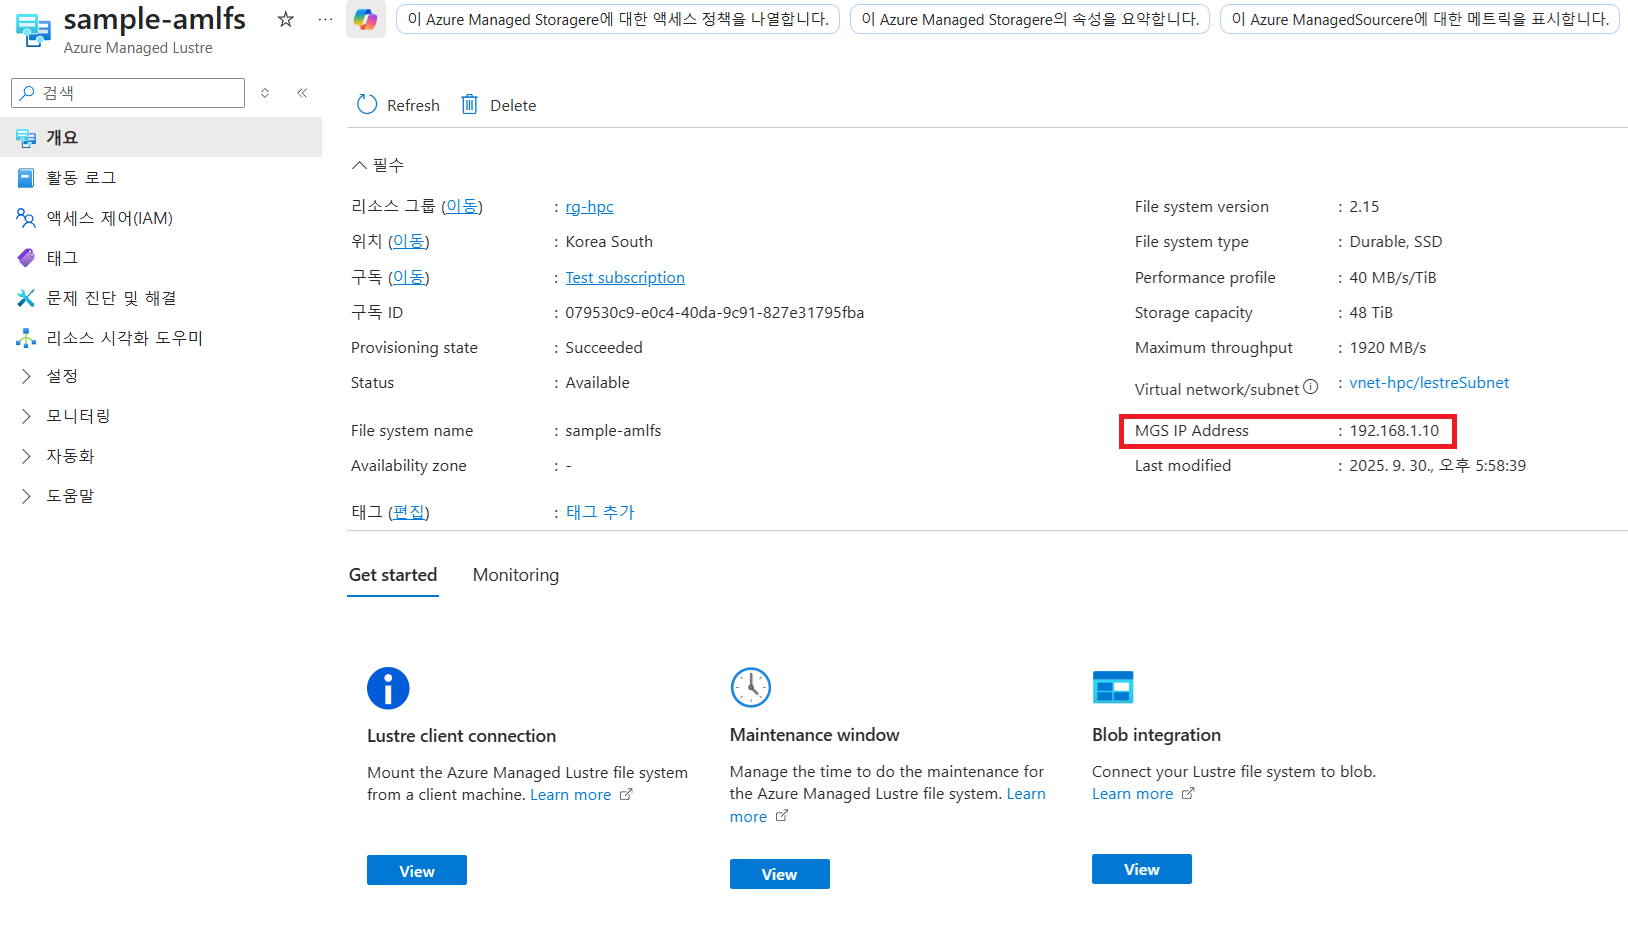 sample-amlfs
Azure Managed Lustre
이 Azure Managed Storagere에 대한 액세스 정책을 나열합니다.
이 Azure Managed Storagere의 속성을 요약합니다.
이 Azure ManagedSourcere에 대한 메트릭을 표시합니다.
검색
개요
활동 로그
액세스 제어(IAM)
태그
문제 진단 및 해결
리소스 시각화 도우미
설정
모니터링
자동화
도움말
Refresh
Delete
필수
리소스 그룹 (이동) : rg-hpc
위치 (이동) : Korea South
구독 (이동) : Test subscription
구독 ID : 079530c9-e0c4-40da-9c91-827e31795fba
Provisioning state : Succeeded
Status : Available
File system name : sample-amlfs
Availability zone : -
태그 (편집) : 태그 추가
File system version : 2.15
File system type : Durable, SSD
Performance profile : 40 MB/s/TiB
Storage capacity : 48 TiB
Maximum throughput : 1920 MB/s
Virtual network/subnet : vnet-hpc/lestreSubnet
MGS IP Address : 192.168.1.10
Last modified : 2025. 9. 30., 오후 5:58:39
Get started
Monitoring
Lustre client connection
Mount the Azure Managed Lustre file system
from a client machine. Learn more
View
Maintenance window
Manage the time to do the maintenance for
the Azure Managed Lustre file system. Learn
more
View
Blob integration
Connect your Lustre file system to blob.
Learn more
View